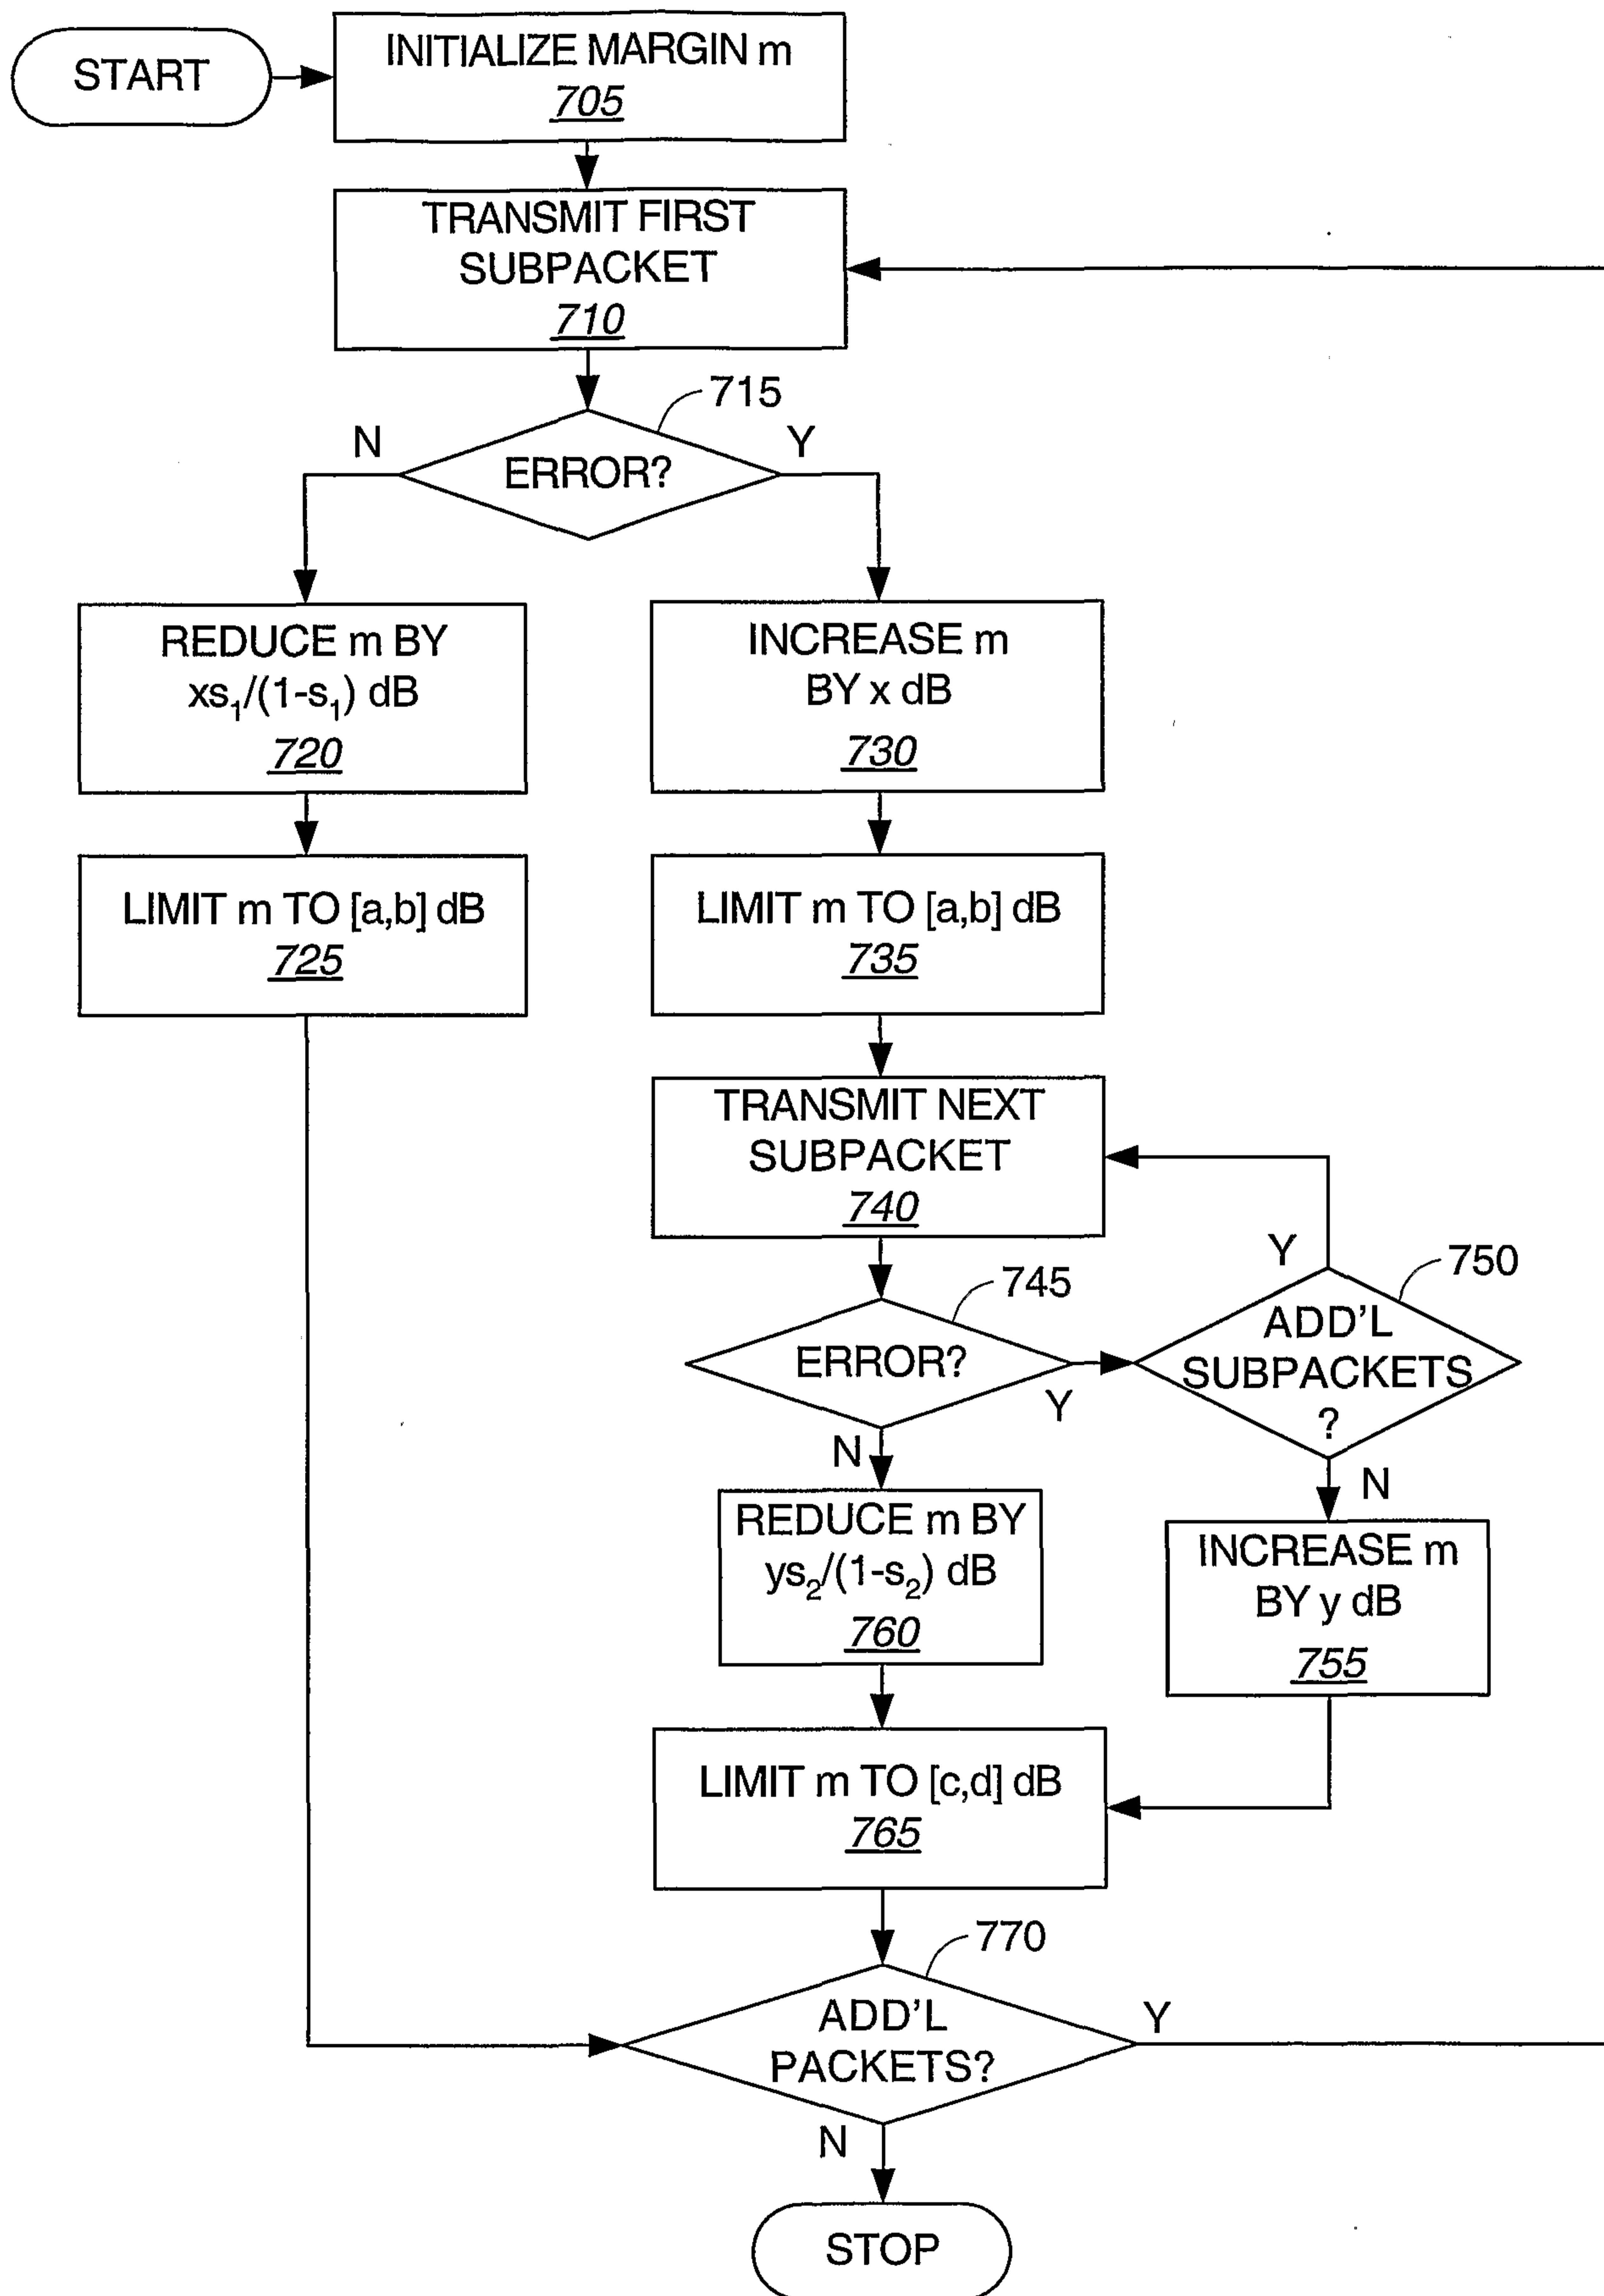 START
INITIALIZE MARGIN m
705
TRANSMIT FIRST
SUBPACKET
710
715
N
Y
ERROR?
REDUCE m BY
xs₁/(1-s₁) dB
720
INCREASE m
BY x dB
730
LIMIT m TO [a,b] dB
725
LIMIT m TO [a,b] dB
735
TRANSMIT NEXT
SUBPACKET
740
745
ERROR?
Y
N
Y
750
ADD'L
SUBPACKETS
?
N
REDUCE m BY
ys₂/(1-s₂) dB
760
INCREASE m
BY y dB
755
LIMIT m TO [c,d] dB
765
770
ADD'L
PACKETS?
Y
N
STOP